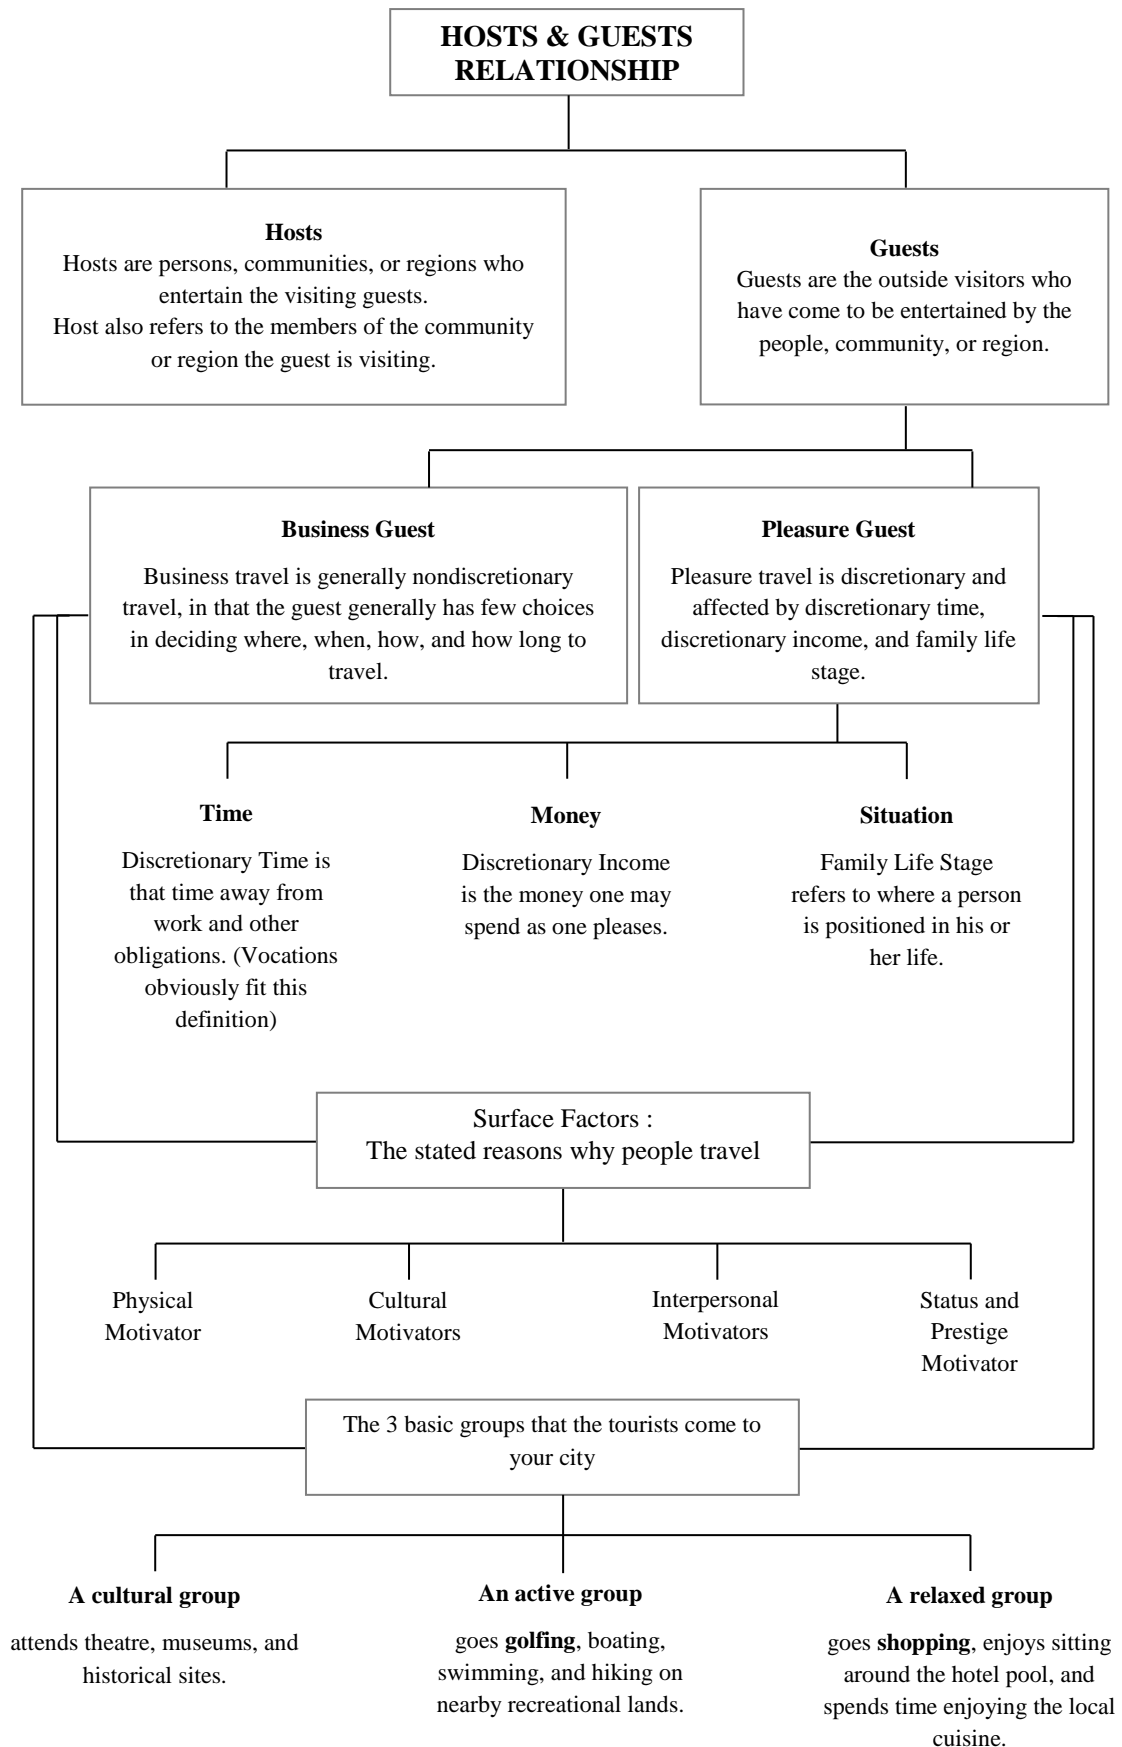 HOSTS & GUESTS
RELATIONSHIP
Hosts
Hosts are persons, communities, or regions who
entertain the visiting guests.
Host also refers to the members of the community
or region the guest is visiting.
Guests
Guests are the outside visitors who
have come to be entertained by the
people, community, or region.
Business Guest
Business travel is generally nondiscretionary
travel, in that the guest generally has few choices
in deciding where, when, how, and how long to
travel.
Pleasure Guest
Pleasure travel is discretionary and
affected by discretionary time,
discretionary income, and family life
stage.
Time
Discretionary Time is
that time away from
work and other
obligations. (Vocations
obviously fit this
definition)
Money
Discretionary Income
is the money one may
spend as one pleases.
Situation
Family Life Stage
refers to where a person
is positioned in his or
her life.
Surface Factors :
The stated reasons why people travel
Physical
Motivator
Cultural
Motivators
Interpersonal
Motivators
Status and
Prestige
Motivator
The 3 basic groups that the tourists come to
your city
A cultural group
attends theatre, museums, and
historical sites.
An active group
goes golfing, boating,
swimming, and hiking on
nearby recreational lands.
A relaxed group
goes shopping, enjoys sitting
around the hotel pool, and
spends time enjoying the local
cuisine.